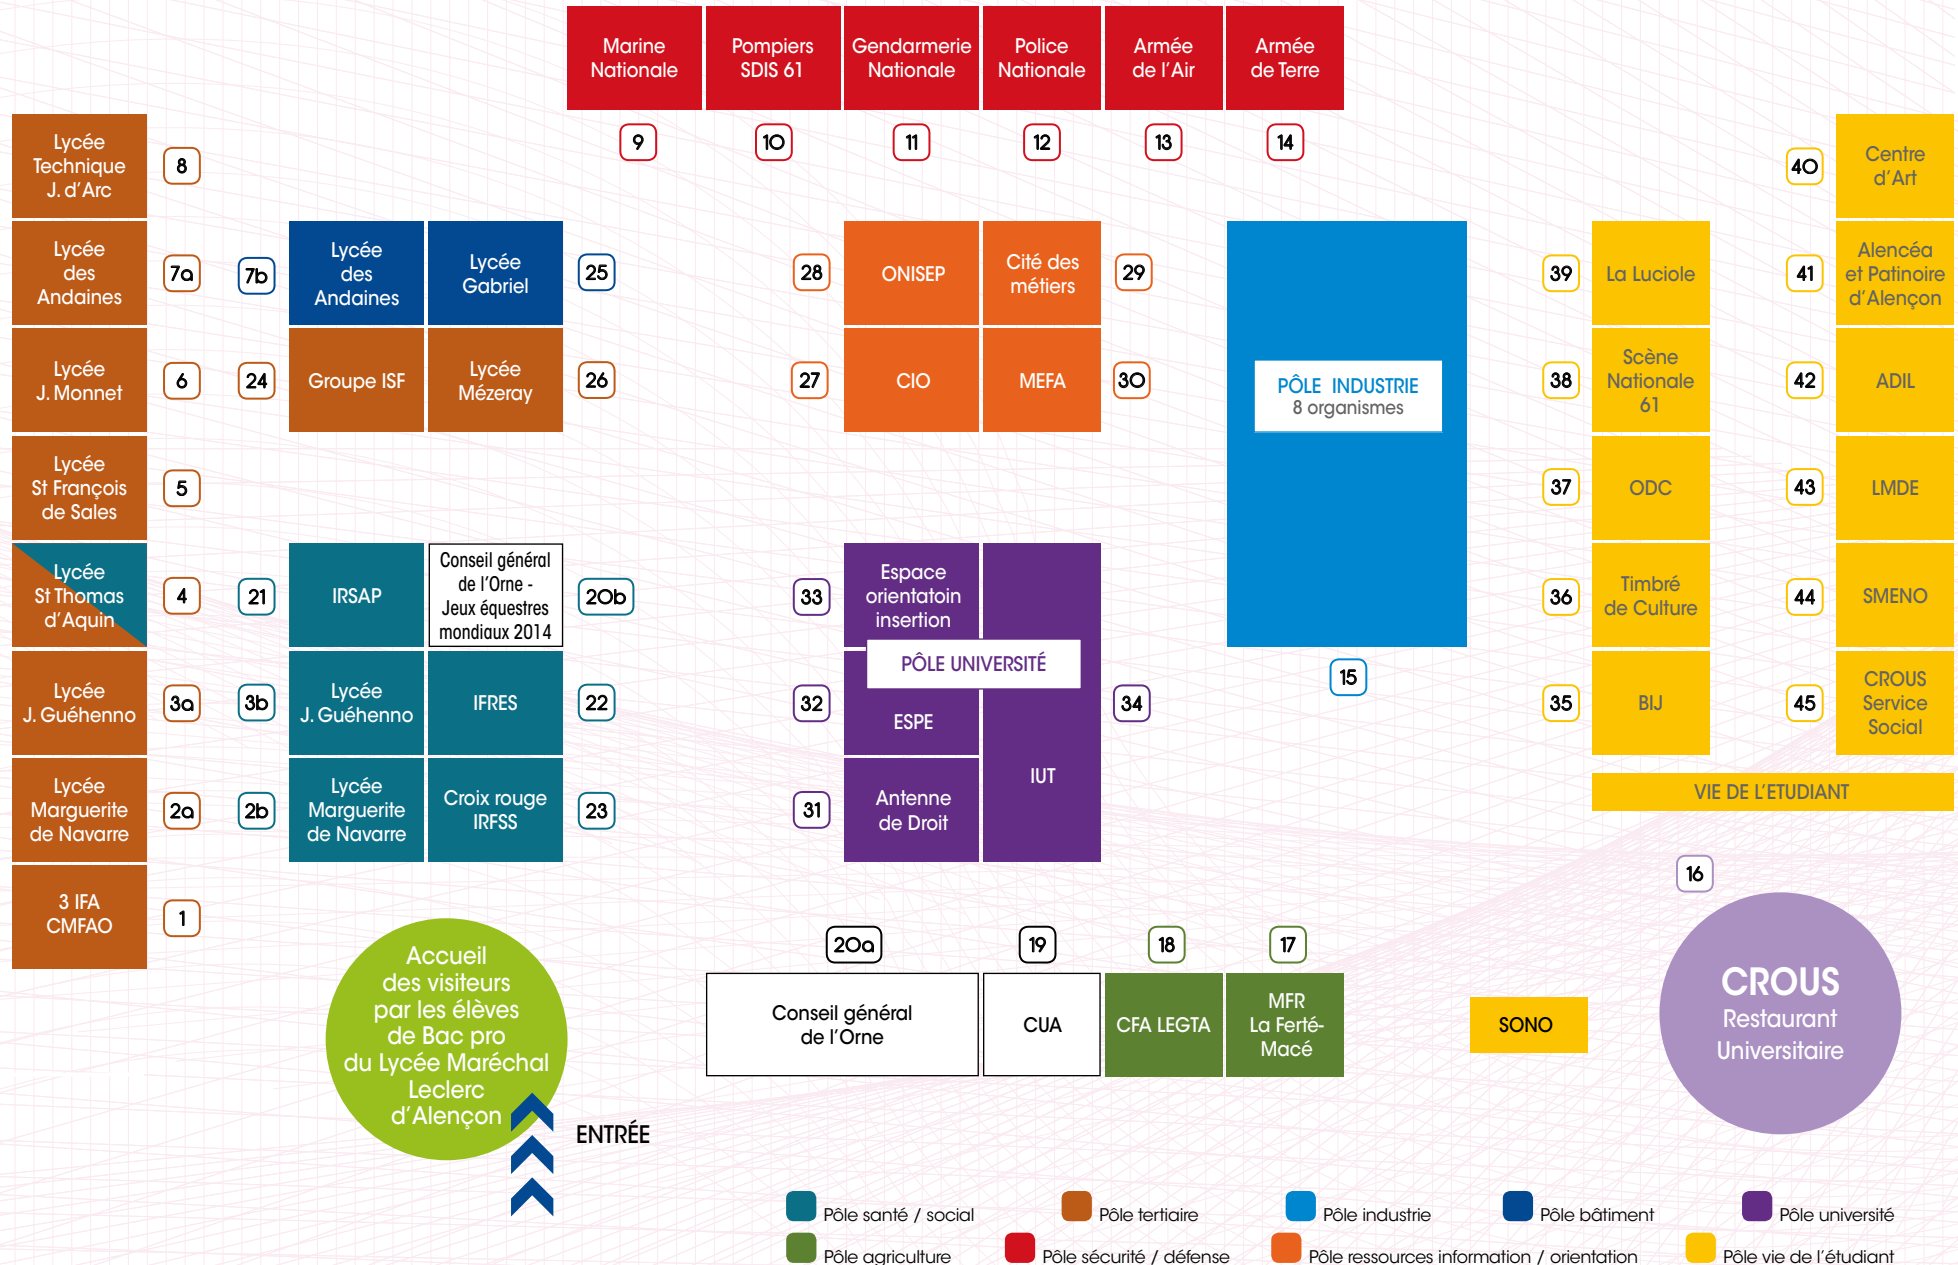 Marine
Nationale
Pompiers
SDIS 61
Gendarmerie
Nationale
Police
Nationale
Armée
de l'Air
Armée
de Terre
9
10
11
12
13
14
Lycée
Technique
J. d'Arc
8
Lycée
des
Andaines
7a
Lycée
J. Monnet
6
Lycée
St François
de Sales
5
Lycée
St Thomas
d'Aquin
4
Lycée
J. Guéhenno
3a
Lycée
Marguerite
de Navarre
2a
3 IFA
CMFAO
1
7b
Lycée
des
Andaines
Lycée
Gabriel
25
24
Groupe ISF
Lycée
Mézeray
26
21
IRSAP
Conseil général
de l'Orne -
Jeux équestres
mondiaux 2014
20b
3b
Lycée
J. Guéhenno
IFRES
22
2b
Lycée
Marguerite
de Navarre
Croix rouge
IRFSS
23
28
ONISEP
Cité des
métiers
29
27
CIO
MEFA
30
33
Espace
orientatoin
insertion
PÔLE UNIVERSITÉ
32
ESPE
34
IUT
31
Antenne
de Droit
PÔLE INDUSTRIE
8 organismes
15
39
La Luciole
38
Scène
Nationale
61
37
ODC
36
Timbré
de Culture
35
BIJ
40
Centre
d'Art
41
Alencéa
et Patinoire
d'Alençon
42
ADIL
43
LMDE
44
SMENO
45
CROUS
Service
Social
VIE DE L'ETUDIANT
16
CROUS
Restaurant
Universitaire
Accueil
des visiteurs
par les élèves
de Bac pro
du Lycée Maréchal
Leclerc
d'Alençon
ENTRÉE
20a
19
18
17
Conseil général
de l'Orne
CUA
CFA LEGTA
MFR
La Ferté-
Macé
SONO
Pôle santé / social
Pôle tertiaire
Pôle industrie
Pôle bâtiment
Pôle université
Pôle agriculture
Pôle sécurité / défense
Pôle ressources information / orientation
Pôle vie de l'étudiant